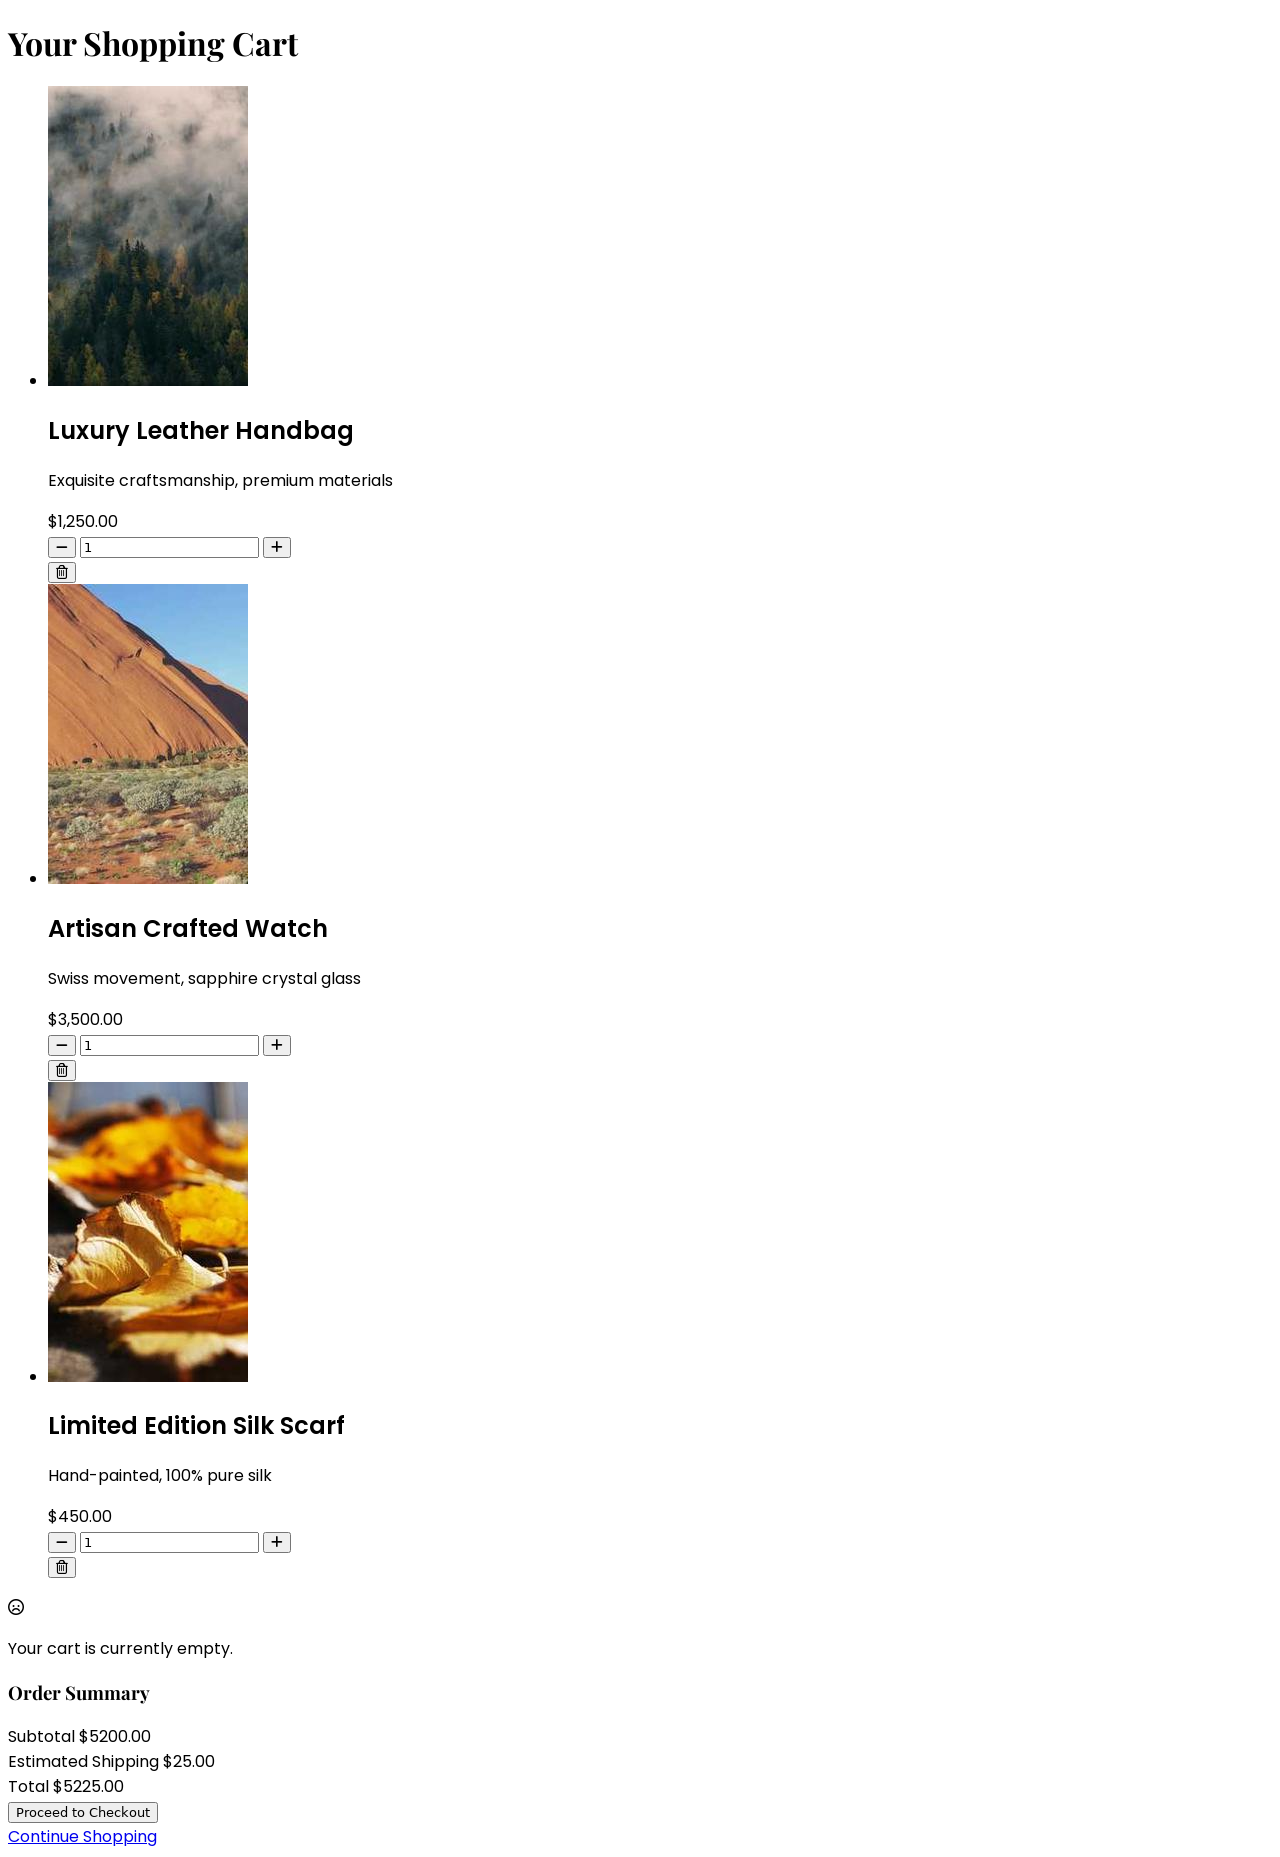 Your Shopping Cart
Luxury Leather Handbag
Exquisite craftsmanship, premium materials
$1,250.00
1
Artisan Crafted Watch
Swiss movement, sapphire crystal glass
$3,500.00
1
Limited Edition Silk Scarf
Hand-painted, 100% pure silk
$450.00
1
Your cart is currently empty.
Order Summary
Subtotal $5200.00
Estimated Shipping $25.00
Total $5225.00
Proceed to Checkout
Continue Shopping